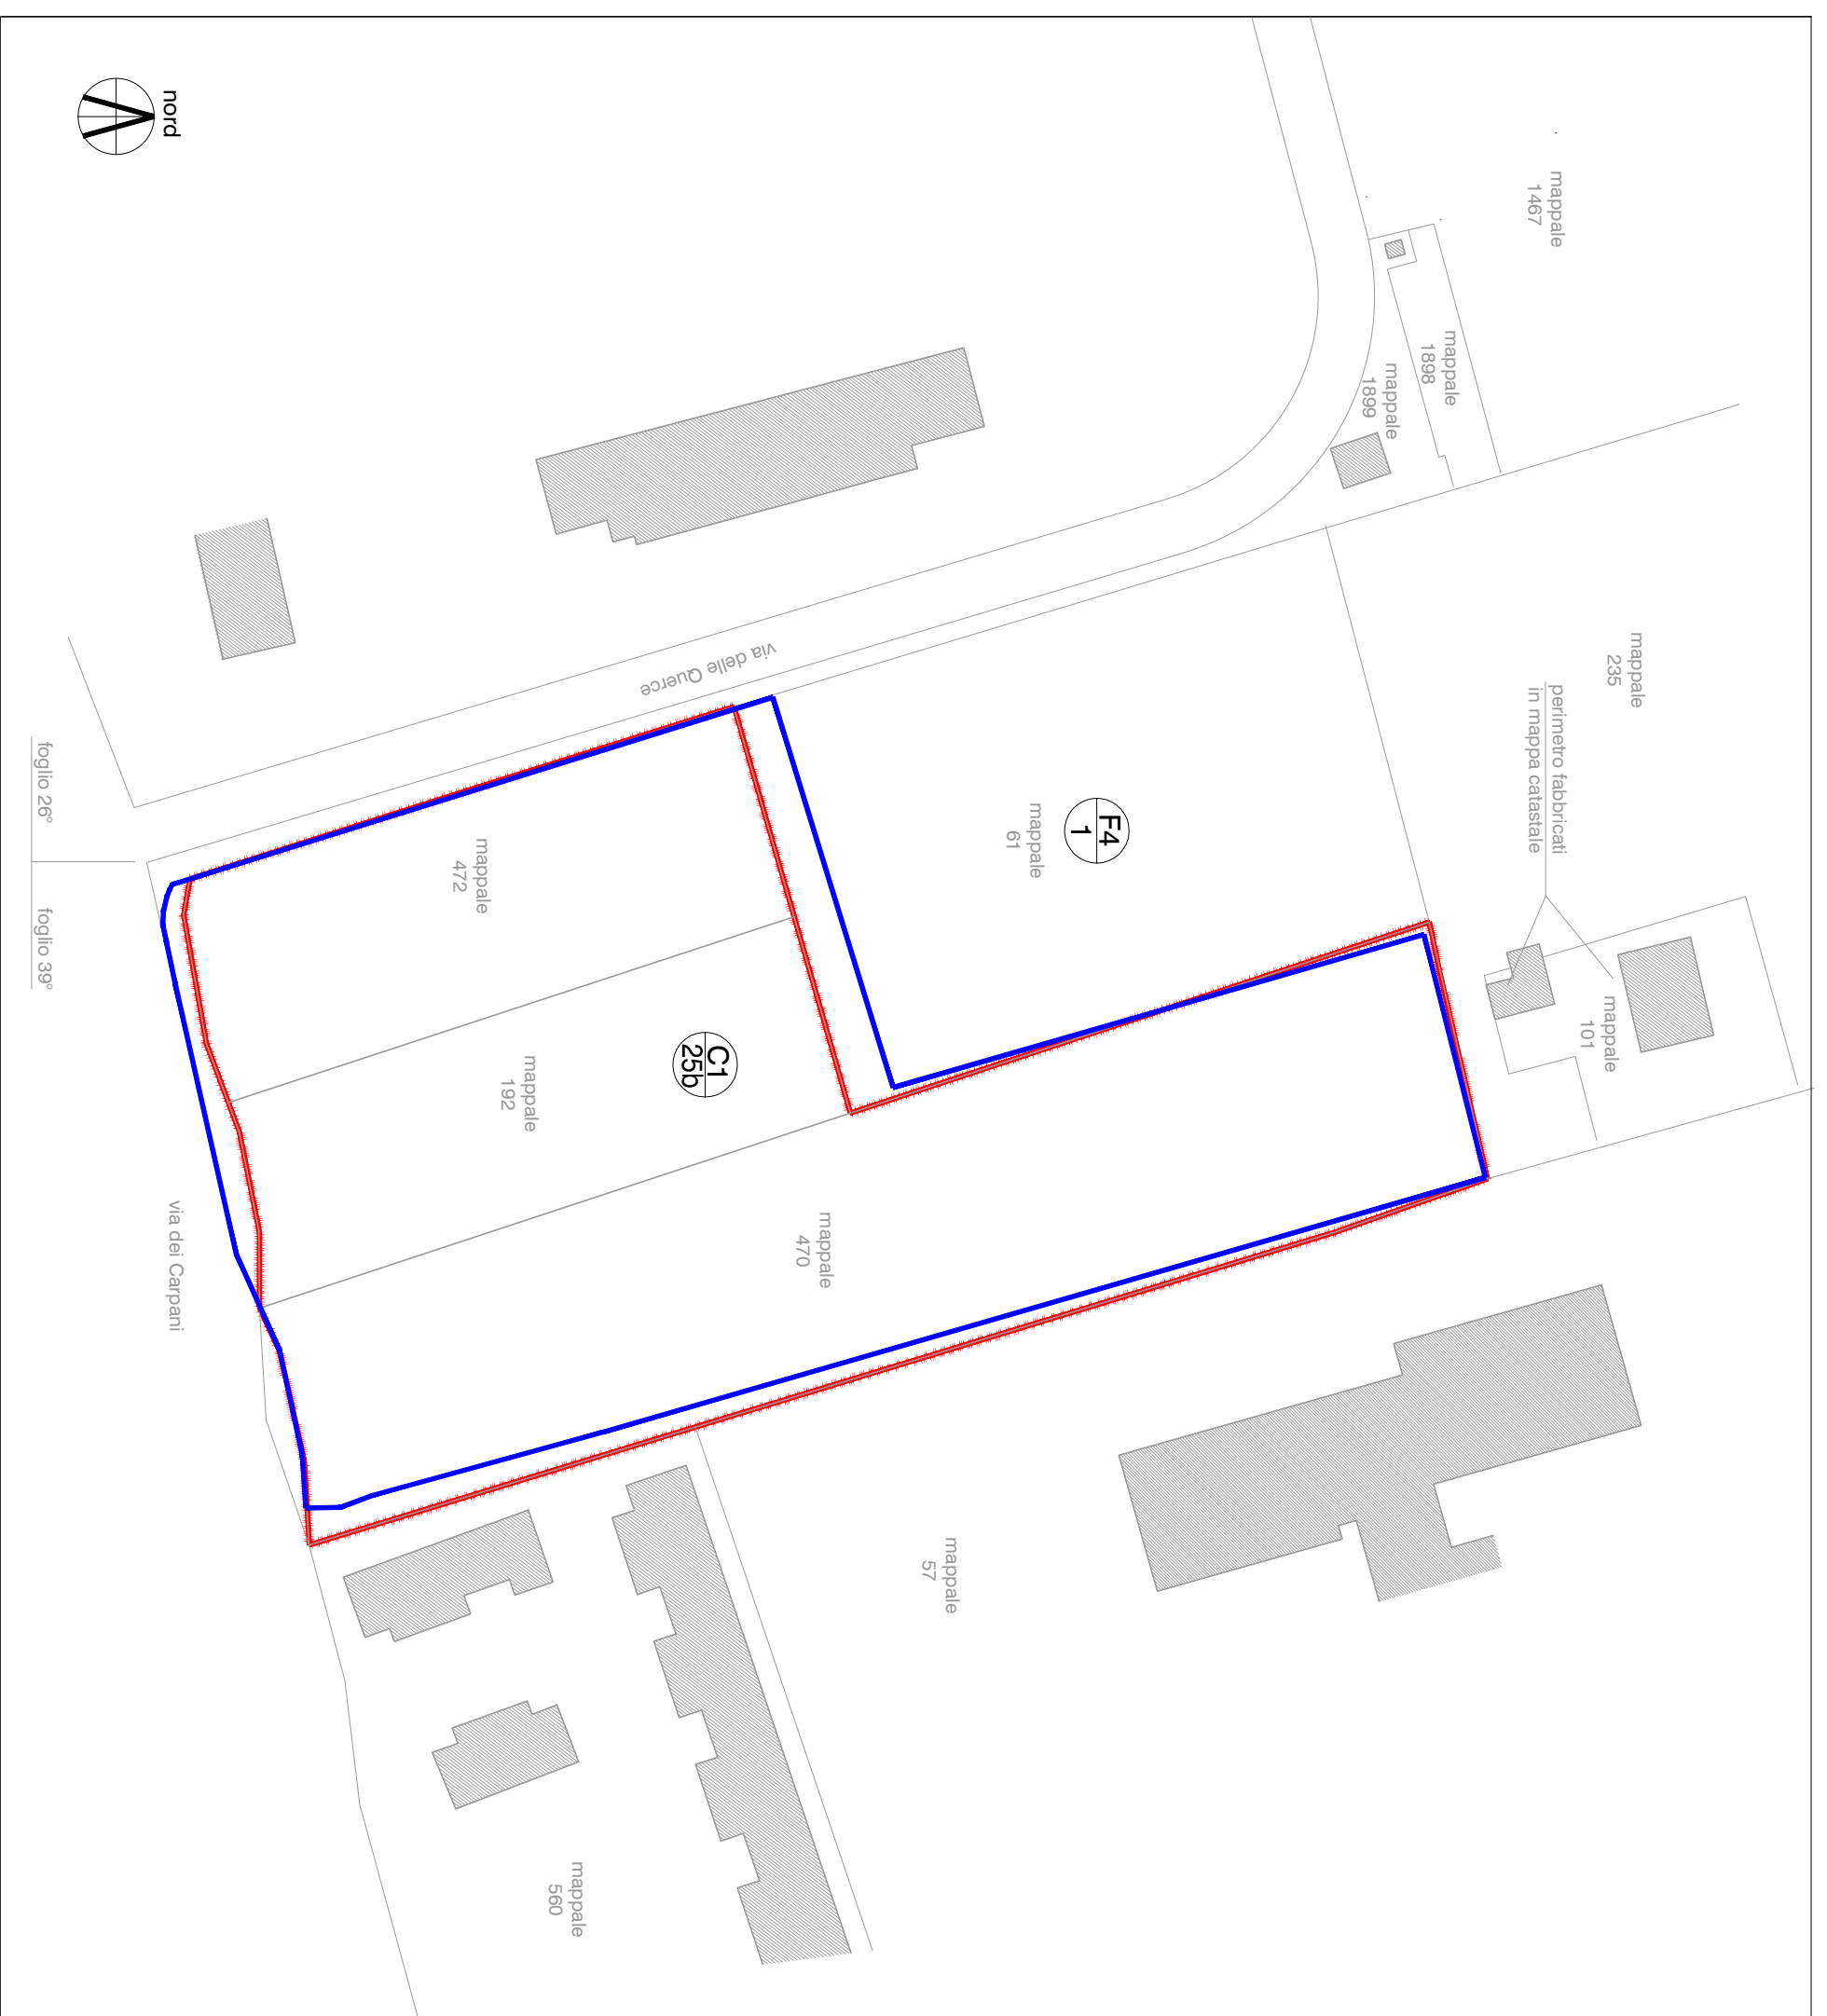 nord
mappale
1467
mappale
1898
mappale
1899
mappale
235
perimetro fabbricati
in mappa catastale
mappale
101
F4
1
mappale
61
via delle Querce
mappale
472
C1
25b
mappale
192
mappale
470
via dei Carpani
foglio 26°
foglio 39°
mappale
57
mappale
560